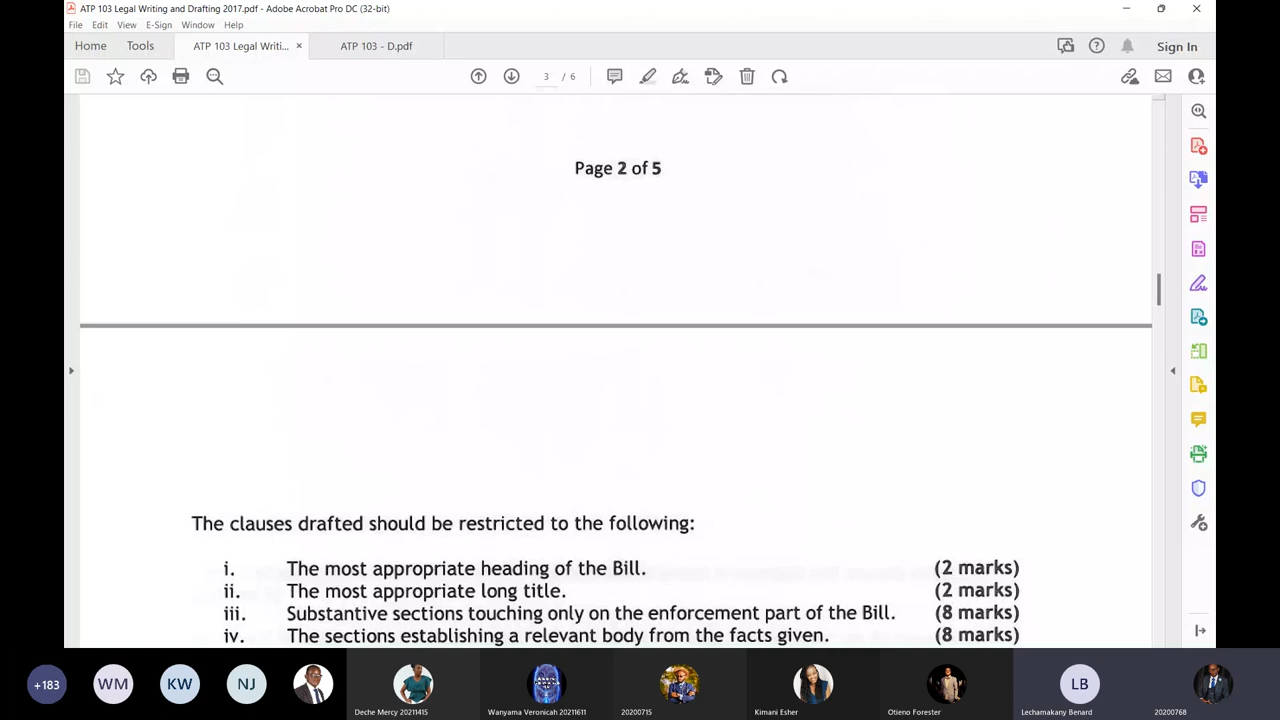 ATP 103 Legal Writing and Drafting 2017.pdf - Adobe Acrobat Pro DC (32-bit)
File Edit View E-Sign Window Help
Home Tools ATP 103 Legal Writi... × ATP 103 - D.pdf Sign In
3 / 6
Page 2 of 5
The clauses drafted should be restricted to the following:
i. The most appropriate heading of the Bill. (2 marks)
ii. The most appropriate long title. (2 marks)
iii. Substantive sections touching only on the enforcement part of the Bill. (8 marks)
iv. The sections establishing a relevant body from the facts given. (8 marks)
+183 WM KW NJ LB
Deche Mercy 20211415 Wanyama Veronicah 20211611 20200715 Kimani Esher Otieno Forester Lechamakany Benard 20200768